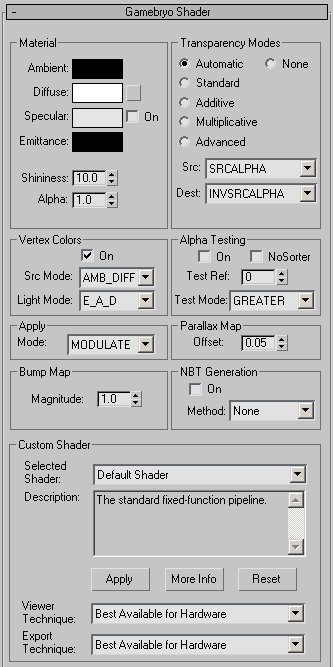 - Gamebryo Shader
Material
Ambient:
Diffuse:
Specular: On
Emittance:
Shininess: 10.0
Alpha: 1.0
Transparency Modes
Automatic None
Standard
Additive
Multiplicative
Advanced
Src: SRCALPHA
Dest: INVSRCALPHA
Vertex Colors
On
Src Mode: AMB_DIFF
Light Mode: E_A_D
Alpha Testing
On NoSorter
Test Ref: 0
Test Mode: GREATER
Apply
Mode: MODULATE
Parallax Map
Offset: 0.05
Bump Map
Magnitude: 1.0
NBT Generation
On
Method: None
Custom Shader
Selected
Shader: Default Shader
Description: The standard fixed-function pipeline.
Apply More Info Reset
Viewer
Technique: Best Available for Hardware
Export
Technique: Best Available for Hardware